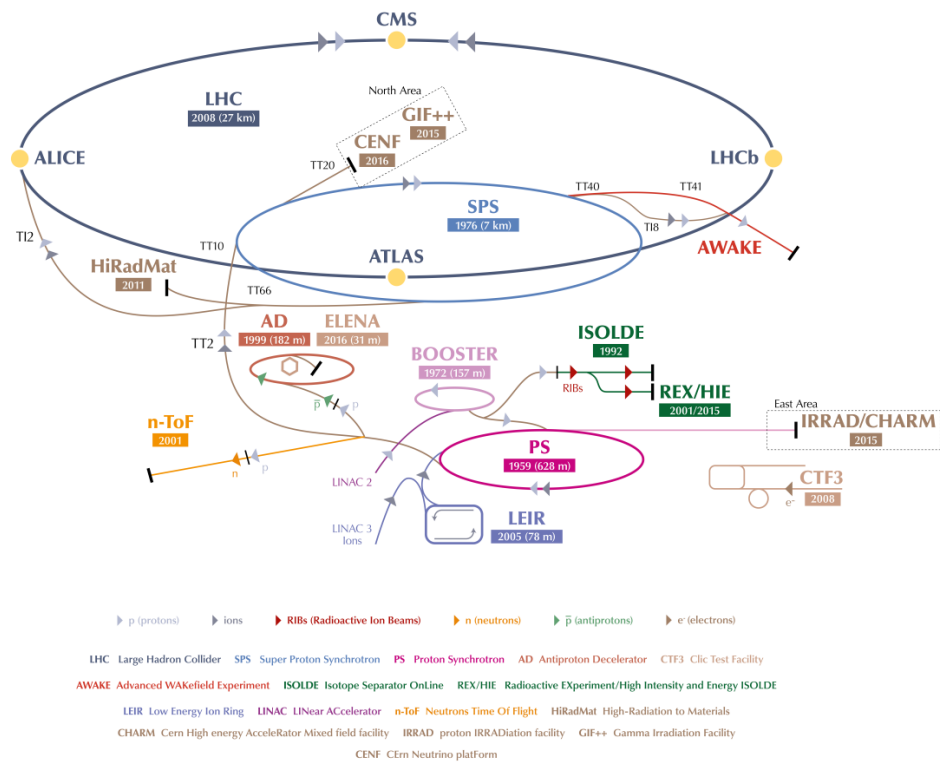 CMS
North Area
LHC
2008 (27 km)
GIF++
2015
CENF
2016
ALICE
LHCb
TT20
TT40
TT41
SPS
1976 (7 km)
TI8
TI2
TT10
AWAKE
ATLAS
HiRadMat
2011
TT66
AD
1999 (182 m)
ELENA
2016 (31 m)
TT2
ISOLDE
1992
BOOSTER
1972 (157 m)
RIBs
REX/HIE
2001/2015
p̅
p
East Area
n-ToF
2001
IRRAD/CHARM
2015
PS
1959 (628 m)
p
n
LINAC 2
CTF3
2008
e⁻
LEIR
2005 (78 m)
LINAC 3
Ions
p (protons) ions RIBs (Radioactive Ion Beams) n (neutrons) p̅ (antiprotons) e⁻ (electrons)
LHC Large Hadron Collider SPS Super Proton Synchrotron PS Proton Synchrotron AD Antiproton Decelerator CTF3 Clic Test Facility
AWAKE Advanced WAKefield Experiment ISOLDE Isotope Separator OnLine REX/HIE Radioactive EXperiment/High Intensity and Energy ISOLDE
LEIR Low Energy Ion Ring LINAC LINear ACcelerator n-ToF Neutrons Time Of Flight HiRadMat High-Radiation to Materials
CHARM Cern High energy AcceleRator Mixed field facility IRRAD proton IRRADiation facility GIF++ Gamma Irradiation Facility
CENF CErn Neutrino platForm